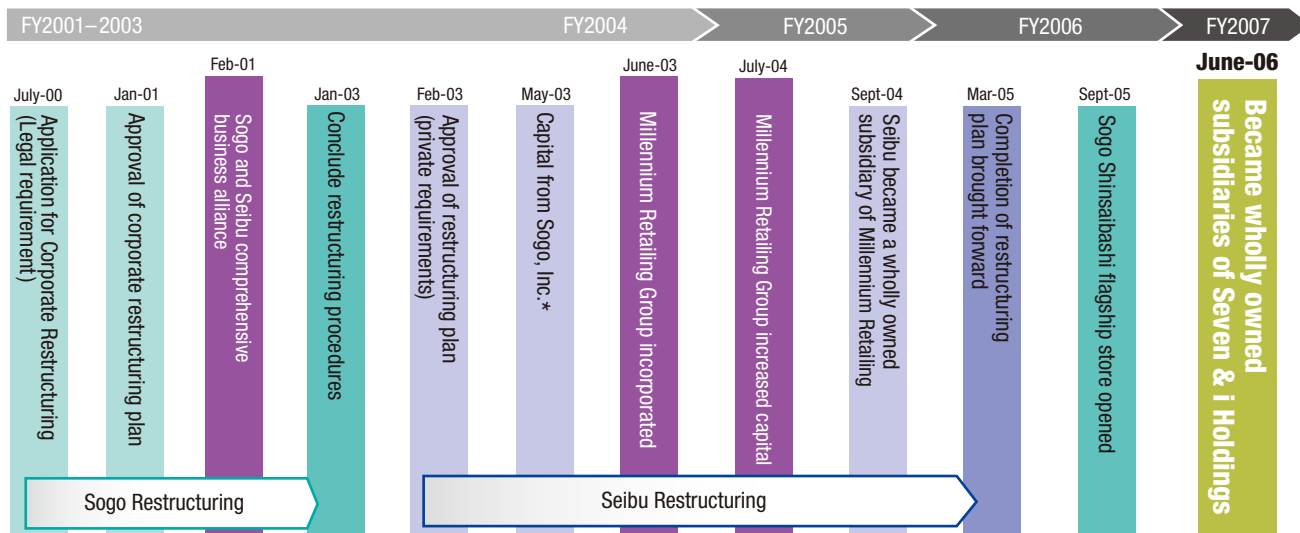 FY2001–2003
FY2004
FY2005
FY2006
FY2007
July-00
Application for Corporate Restructuring
(Legal requirement)
Jan-01
Approval of corporate restructuring plan
Feb-01
Sogo and Seibu comprehensive
business alliance
Jan-03
Conclude restructuring procedures
Feb-03
Approval of restructuring plan
(private requirements)
May-03
Capital from Sogo, Inc.*
June-03
Millennium Retailing Group incorporated
July-04
Millennium Retailing Group increased capital
Sept-04
Seibu became a wholly owned
subsidiary of Millennium Retailing
Mar-05
Completion of restructuring
plan brought forward
Sept-05
Sogo Shinsaibashi flagship store opened
June-06
Became wholly owned
subsidiaries of Seven & i Holdings
Sogo Restructuring
Seibu Restructuring